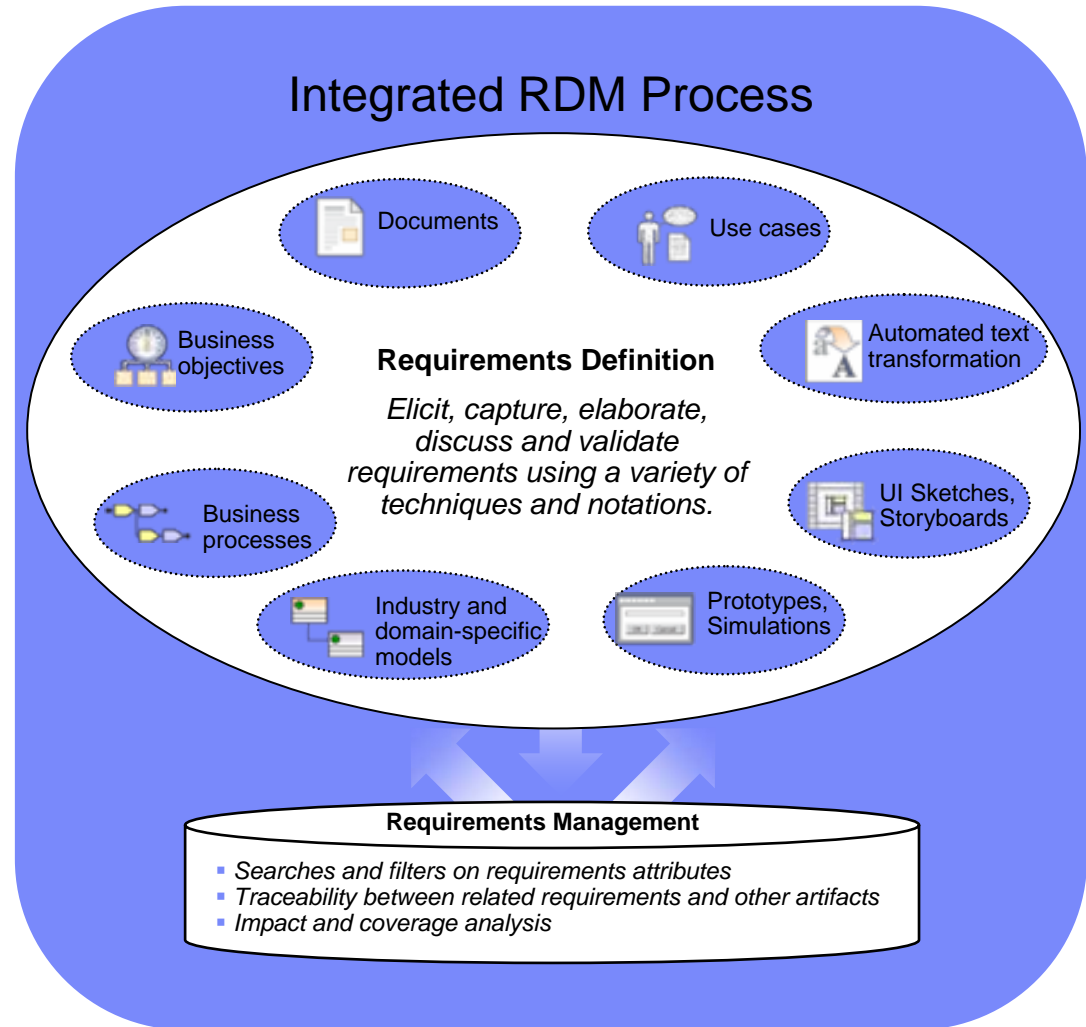 Integrated RDM Process
Documents
Use cases
Business
objectives
Automated text
transformation
Requirements Definition
Elicit, capture, elaborate,
discuss and validate
requirements using a variety of
techniques and notations.
Business
processes
UI Sketches,
Storyboards
Industry and
domain-specific
models
Prototypes,
Simulations
Requirements Management
▪ Searches and filters on requirements attributes
▪ Traceability between related requirements and other artifacts
▪ Impact and coverage analysis